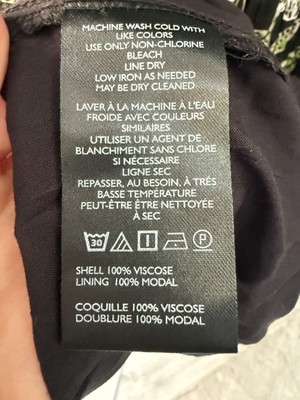 MACHINE WASH COLD WITH
LIKE COLORS
USE ONLY NON-CHLORINE
BLEACH
LINE DRY
LOW IRON AS NEEDED
MAY BE DRY CLEANED
LAVER À LA MACHINE À L'EAU
FROIDE AVEC COULEURS
SIMILAIRES
UTILISER UN AGENT DE
BLANCHIMENT SANS CHLORE
SI NÉCESSAIRE
LIGNE SEC
REPASSER, AU BESOIN, À TRÉS
BASSE TEMPÉRATURE
PEUT-ÊTRE ÊTRE NETTOYÉE
À SEC
30 P
SHELL 100% VISCOSE
LINING 100% MODAL
COQUILLE 100% VISCOSE
DOUBLURE 100% MODAL